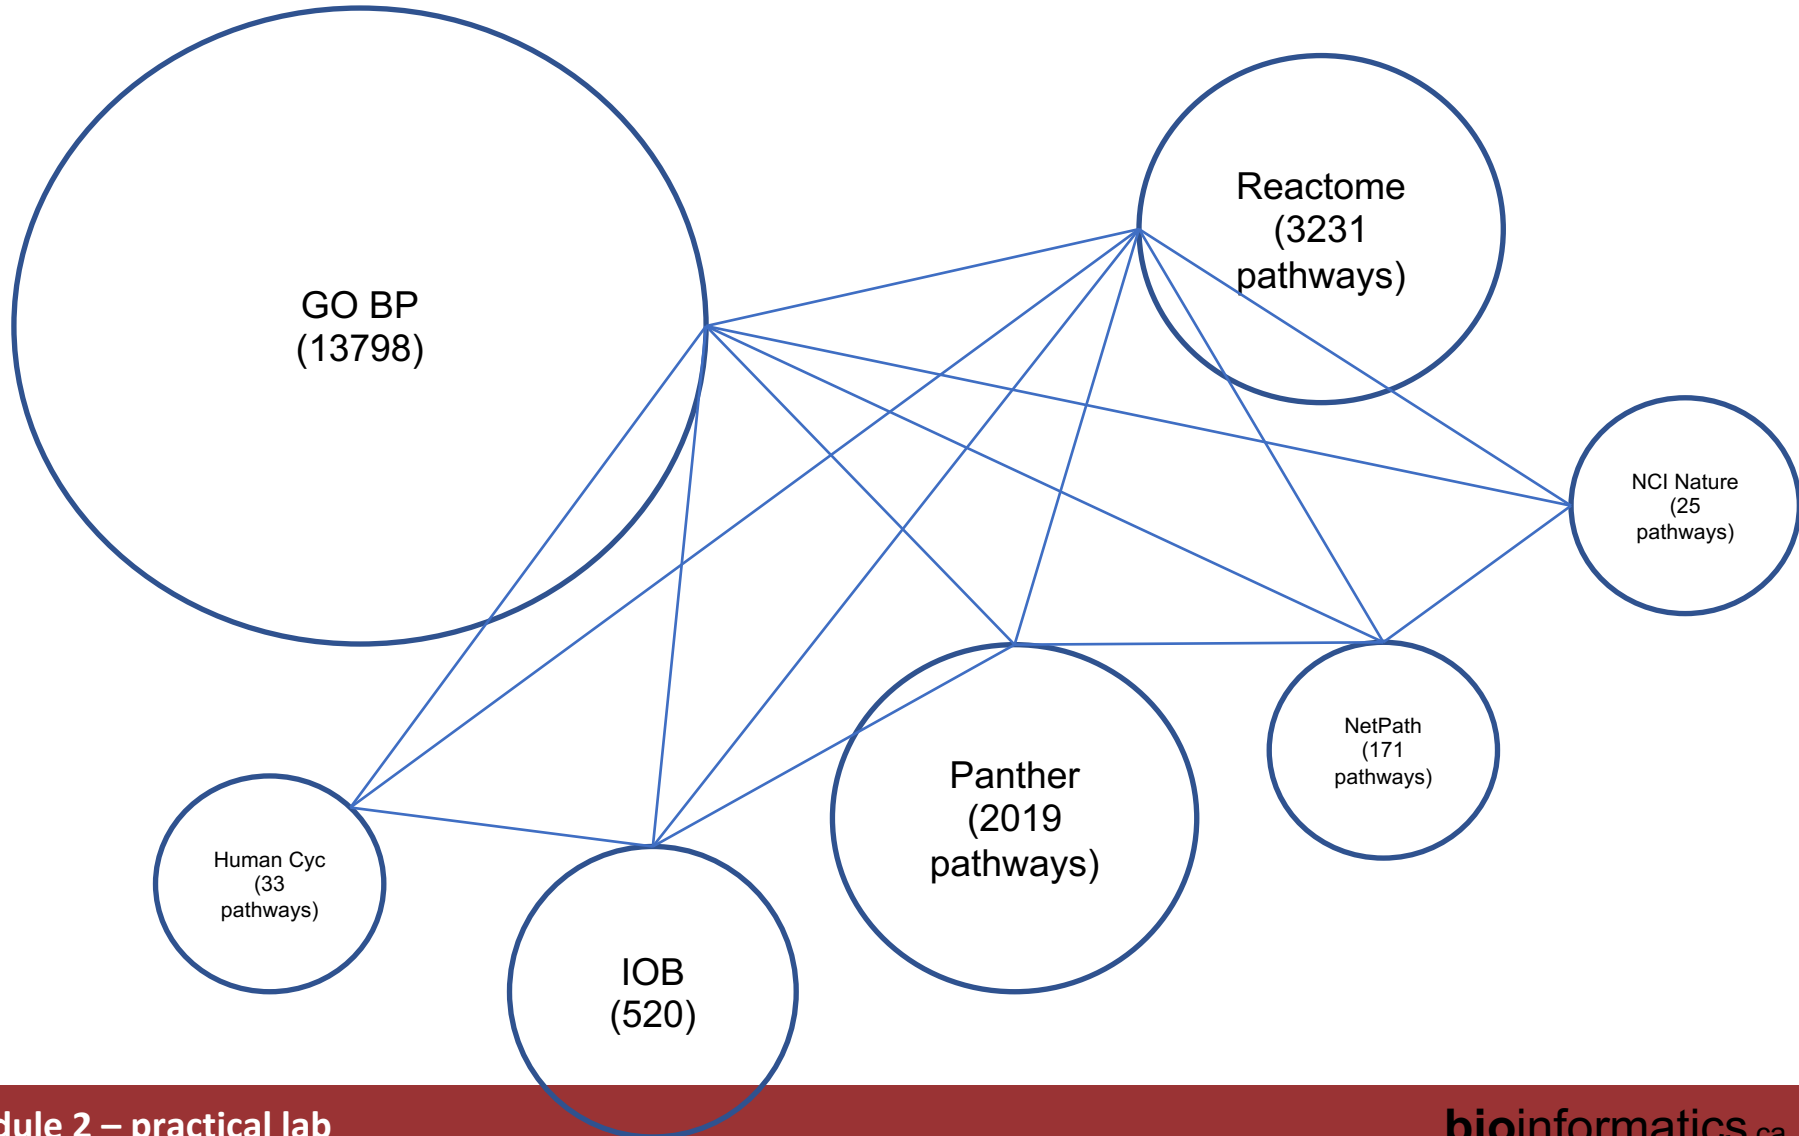 GO BP
(13798)
Reactome
(3231
pathways)
NCI Nature
(25
pathways)
NetPath
(171
pathways)
Panther
(2019
pathways)
Human Cyc
(33
pathways)
IOB
(520)
dule 2 – practical lab
bioinformatics.ca